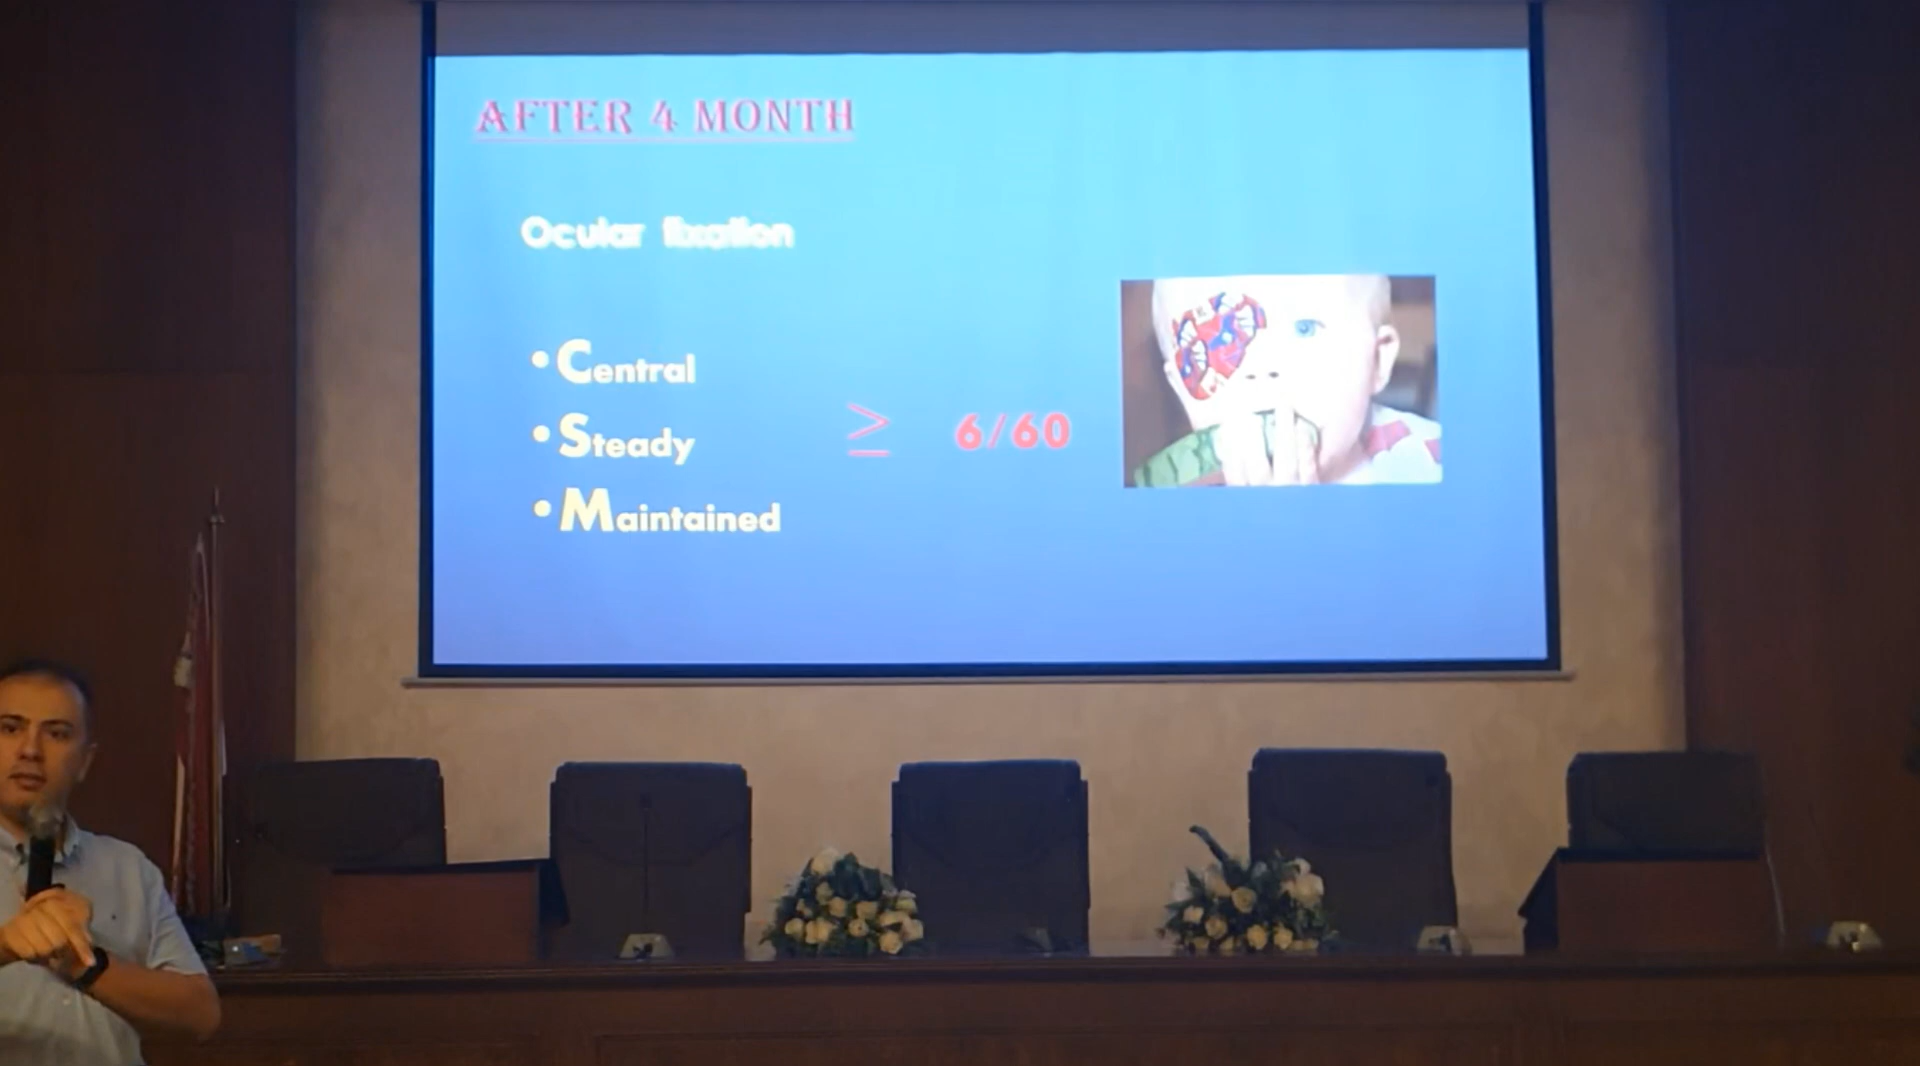 AFTER 4 MONTH
Ocular fixation
• Central
• Steady
≥ 6/60
• Maintained